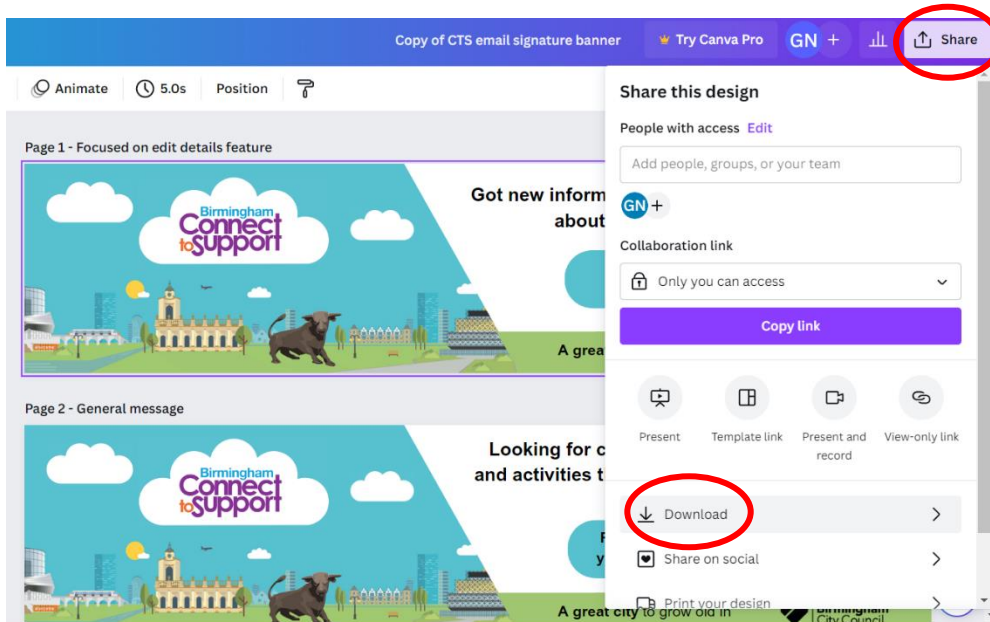 Copy of CTS email signature banner
Try Canva Pro
GN +
Share
Animate
5.0s
Position
Share this design
People with access Edit
Add people, groups, or your team
GN +
Collaboration link
Only you can access
Copy link
Present
Template link
Present and record
View-only link
Download
Share on social
Print your design
Page 1 - Focused on edit details feature
Birmingham
Connect
to Support
Got new inform
about
A grea
Page 2 - General message
Birmingham
Connect
to Support
Looking for c
and activities t
y
A great city to grow old in
Birmingham
City Council